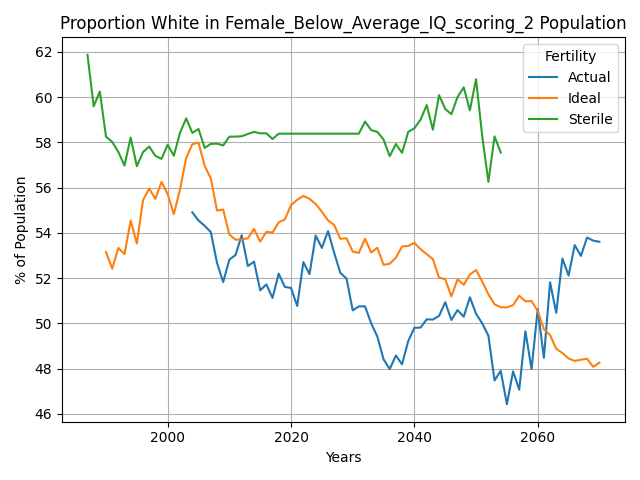 Proportion White in Female_Below_Average_IQ_scoring_2 Population
% of Population
62
60
58
56
54
52
50
48
46
2000
2020
2040
2060
Years
Fertility
Actual
Ideal
Sterile